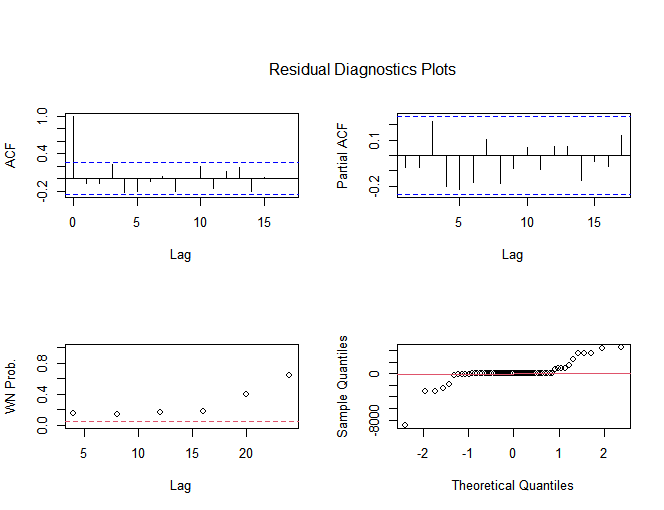 Residual Diagnostics Plots
ACF
1.0
0.4
-0.2
0 5 10 15
Lag
Partial ACF
0.1
-0.2
5 10 15
Lag
WN Prob.
0.8
0.4
0.0
5 10 15 20
Lag
Sample Quantiles
0
-8000
-2 -1 0 1 2
Theoretical Quantiles